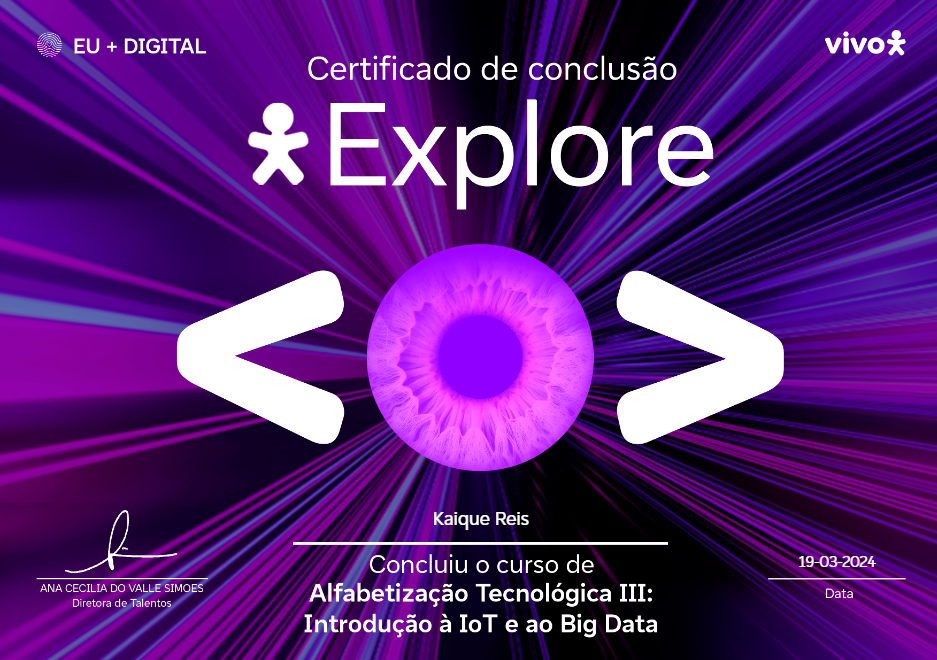 EU + DIGITAL
vivo
Certificado de conclusão
Explore
< >
Kaique Reis
Concluiu o curso de
Alfabetização Tecnológica III:
Introdução à IoT e ao Big Data
ANA CECILIA DO VALLE SIMOES
Diretora de Talentos
19-03-2024
Data